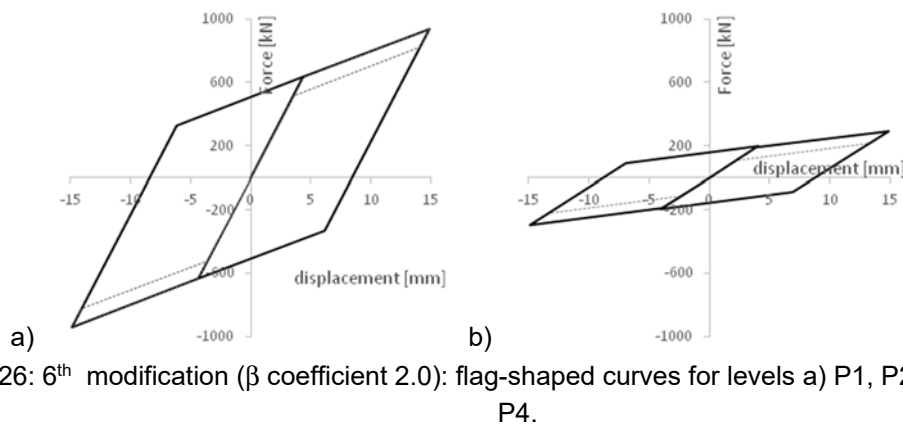 1000
600
200
-15 -10 -5 0 5 10 15
-200
-600
-1000
Force [kN]
displacement [mm]
a)
1000
600
200
-15 -10 -5 0 5 10 15
-200
-600
-1000
Force [kN]
displacement [mm]
b)
26: 6th modification (β coefficient 2.0): flag-shaped curves for levels a) P1, P2
P4.